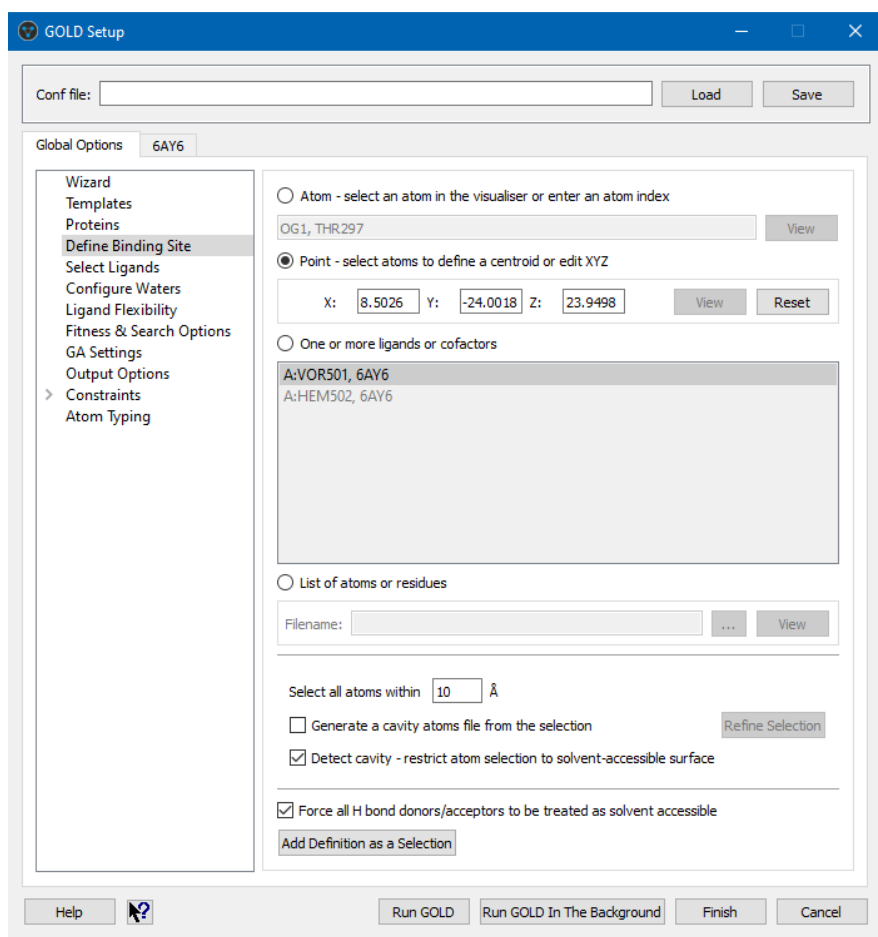 GOLD Setup
Conf file: Load Save
Global Options 6AY6
Wizard
Templates
Proteins
Define Binding Site
Select Ligands
Configure Waters
Ligand Flexibility
Fitness & Search Options
GA Settings
Output Options
Constraints
Atom Typing
Atom - select an atom in the visualiser or enter an atom index
OG1, THR297 View
Point - select atoms to define a centroid or edit XYZ
X: 8.5026 Y: -24.0018 Z: 23.9498 View Reset
One or more ligands or cofactors
A:VOR501, 6AY6
A:HEM502, 6AY6
List of atoms or residues
Filename: ... View
Select all atoms within 10 Å
Generate a cavity atoms file from the selection Refine Selection
Detect cavity - restrict atom selection to solvent-accessible surface
Force all H bond donors/acceptors to be treated as solvent accessible
Add Definition as a Selection
Help ? Run GOLD Run GOLD In The Background Finish Cancel